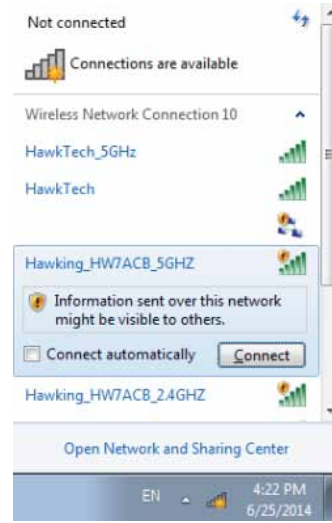 Not connected
Connections are available
Wireless Network Connection 10
HawkTech_5GHz
HawkTech
Hawking_HW7ACB_5GHZ
Information sent over this network
might be visible to others.
Connect automatically
Connect
Hawking_HW7ACB_2.4GHZ
Open Network and Sharing Center
EN
4:22 PM
6/25/2014